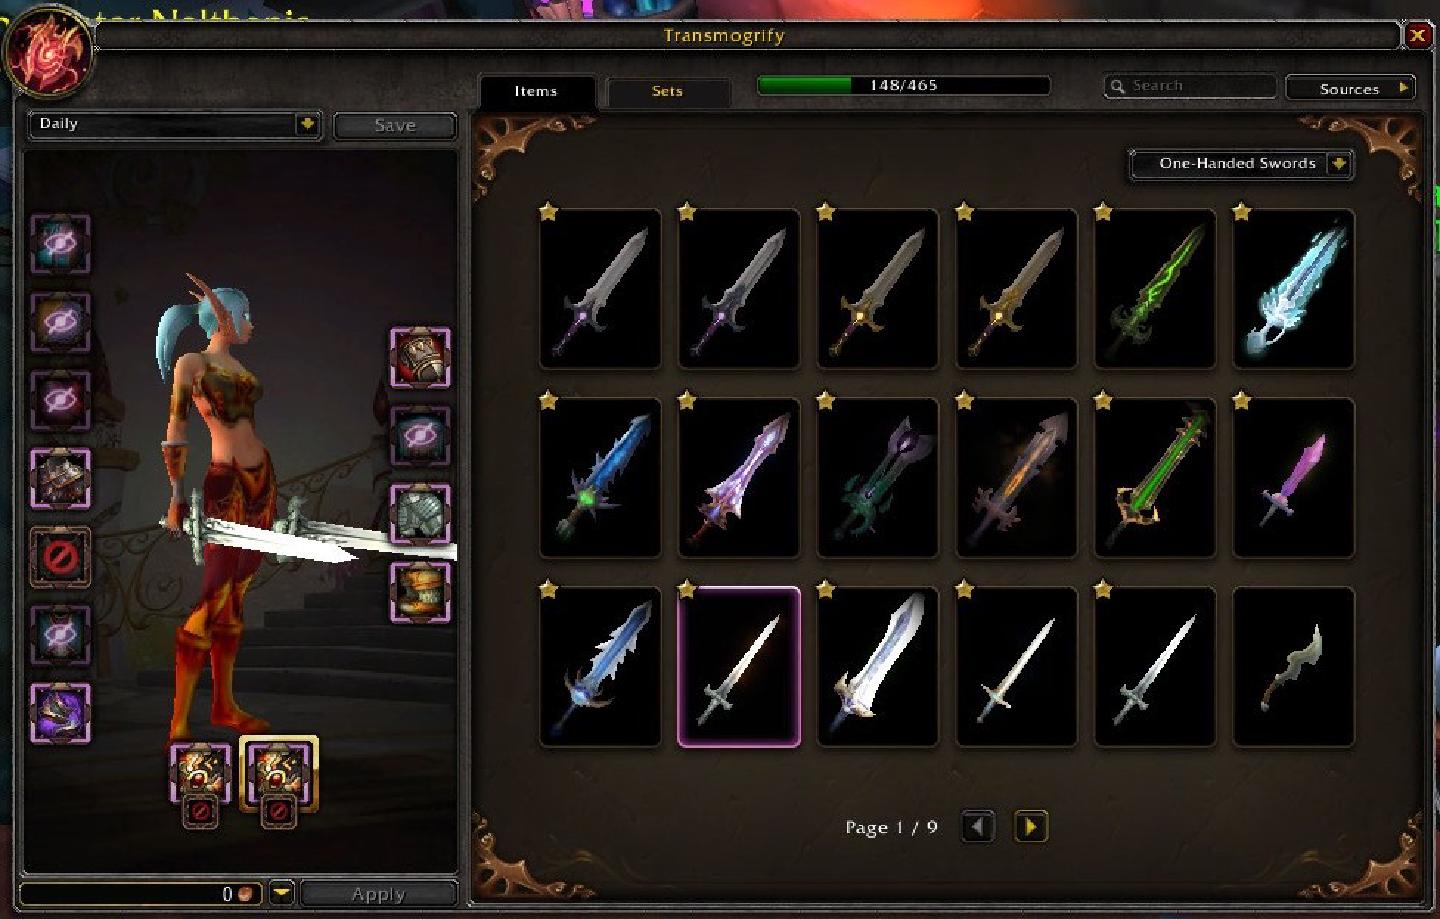 Transmogrify
Items
Sets
148/465
Search
Sources
Daily
Save
One-Handed Swords
Page 1 / 9
0
Apply